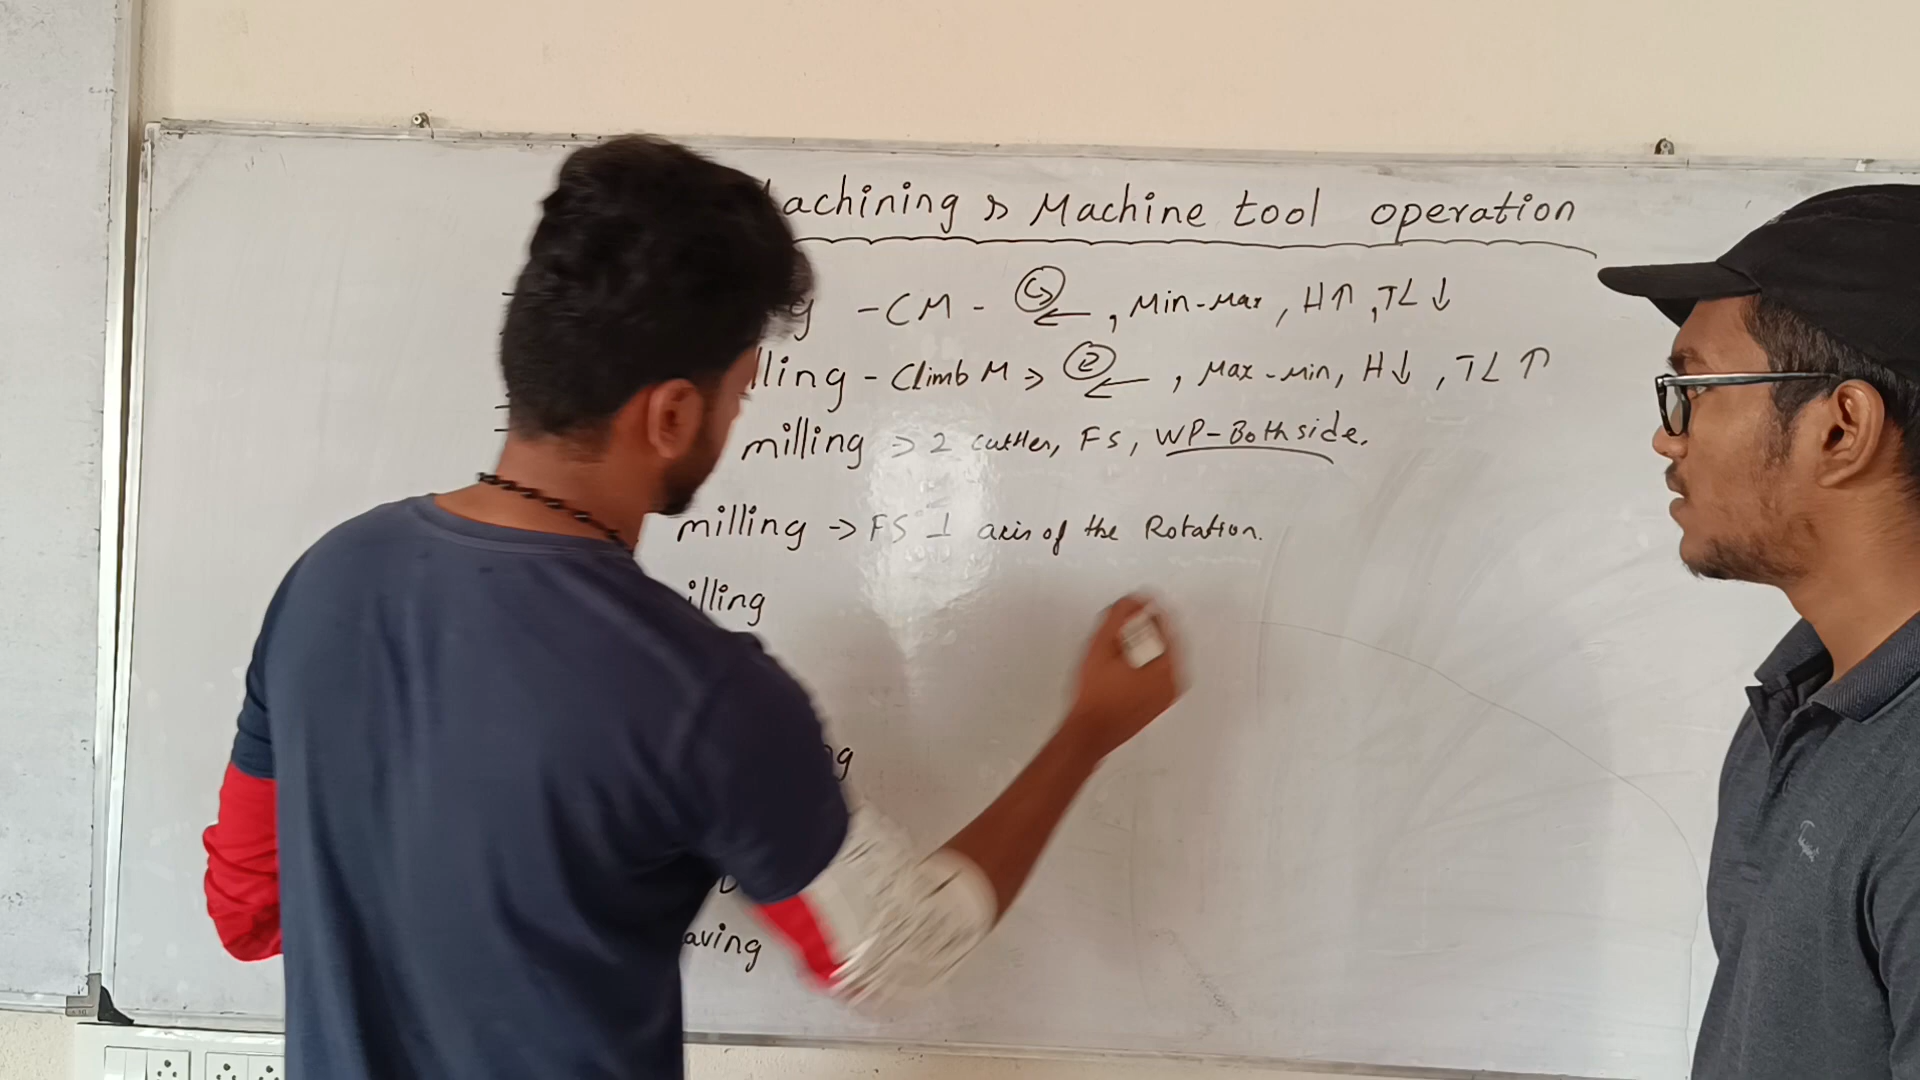 achining & Machine tool operation
g - CM - ↻ ←, Min-Max, H↑, TL ↓
lling - Climb M → ←, Max-Min, H↓, TL ↑
milling → 2 cutter, FS, WP-Both side.
milling → FS ⊥ axis of the Rotation.
illing
ng
aving